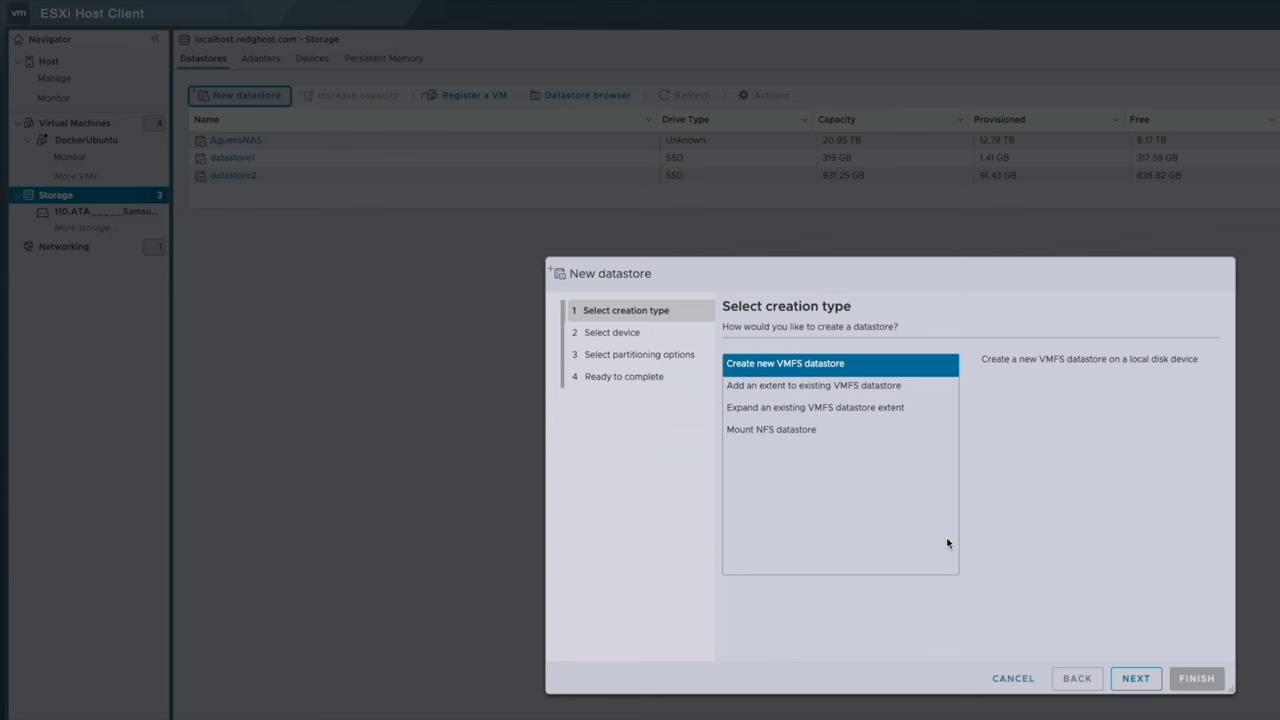 vm ESXi Host Client
Navigator
Host
Manage
Monitor
Virtual Machines 4
DockerUbuntu
Monitor
More VMs...
Storage 3
t10.ATA_____Samsu...
More storage...
Networking 1
localhost.redghost.com - Storage
Datastores Adapters Devices Persistent Memory
New datastore Increase capacity Register a VM Datastore browser Refresh Actions
Name Drive Type Capacity Provisioned Free
AgueroNAS Unknown 20.95 TB 12.78 TB 8.17 TB
datastore1 SSD 319 GB 1.41 GB 317.59 GB
datastore2 SSD 931.25 GB 91.43 GB 839.82 GB
New datastore
1 Select creation type
2 Select device
3 Select partitioning options
4 Ready to complete
Select creation type
How would you like to create a datastore?
Create new VMFS datastore
Add an extent to existing VMFS datastore
Expand an existing VMFS datastore extent
Mount NFS datastore
Create a new VMFS datastore on a local disk device
CANCEL BACK NEXT FINISH